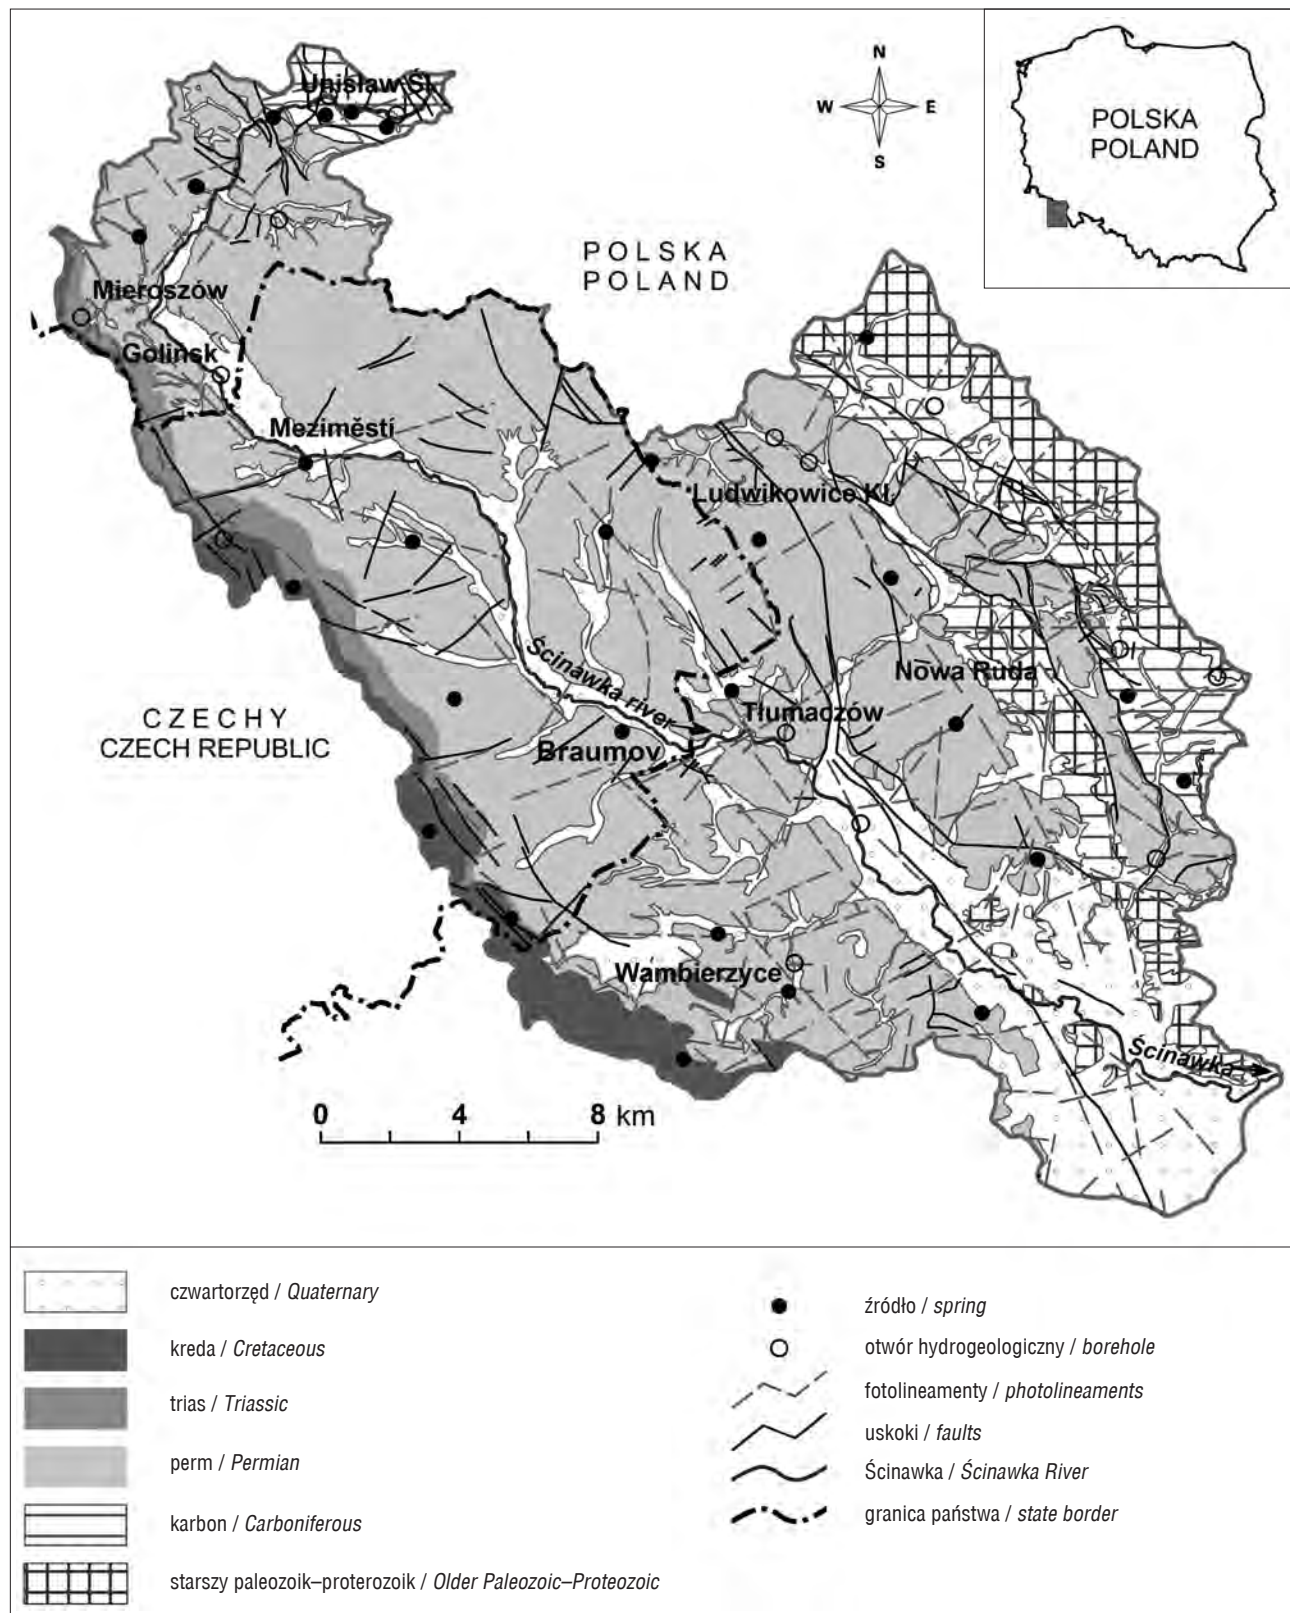 N
W E
S
POLSKA
POLAND
Unisław Śl.
POLSKA
POLAND
Mieroszów
Golińsk
Meziměstí
Ludwikowice Kł.
Ścinawka river
Nowa Ruda
Tłumaczów
CZECHY
CZECH REPUBLIC
Braumov
Wambierzyce
Ścinawka
0 4 8 km
czwartorzęd / Quaternary
kreda / Cretaceous
trias / Triassic
perm / Permian
karbon / Carboniferous
starszy paleozoik–proterozoik / Older Paleozoic–Proteozoic
źródło / spring
otwór hydrogeologiczny / borehole
fotolineamenty / photolineaments
uskoki / faults
Ścinawka / Ścinawka River
granica państwa / state border